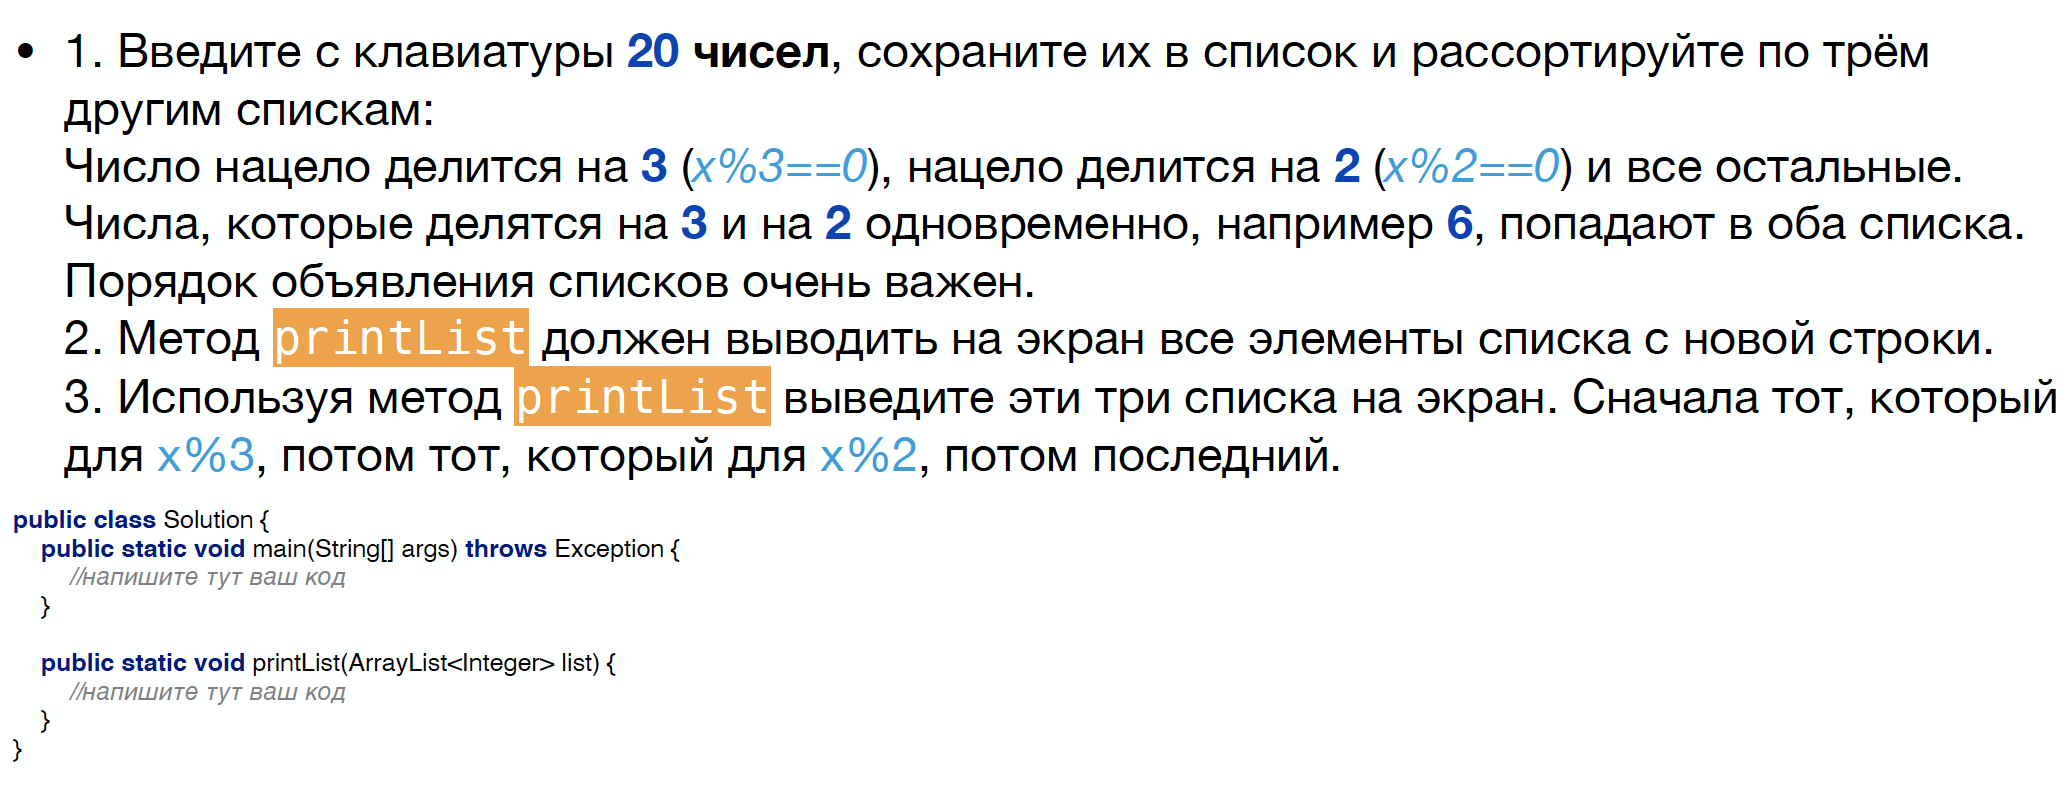 • 1. Введите с клавиатуры 20 чисел, сохраните их в список и рассортируйте по трём
другим спискам:
Число нацело делится на 3 (x%3==0), нацело делится на 2 (x%2==0) и все остальные.
Числа, которые делятся на 3 и на 2 одновременно, например 6, попадают в оба списка.
Порядок объявления списков очень важен.
2. Метод printList должен выводить на экран все элементы списка с новой строки.
3. Используя метод printList выведите эти три списка на экран. Сначала тот, который
для x%3, потом тот, который для x%2, потом последний.
public class Solution {
    public static void main(String[] args) throws Exception {
        //напишите тут ваш код
    }
    public static void printList(ArrayList<Integer> list) {
        //напишите тут ваш код
    }
}